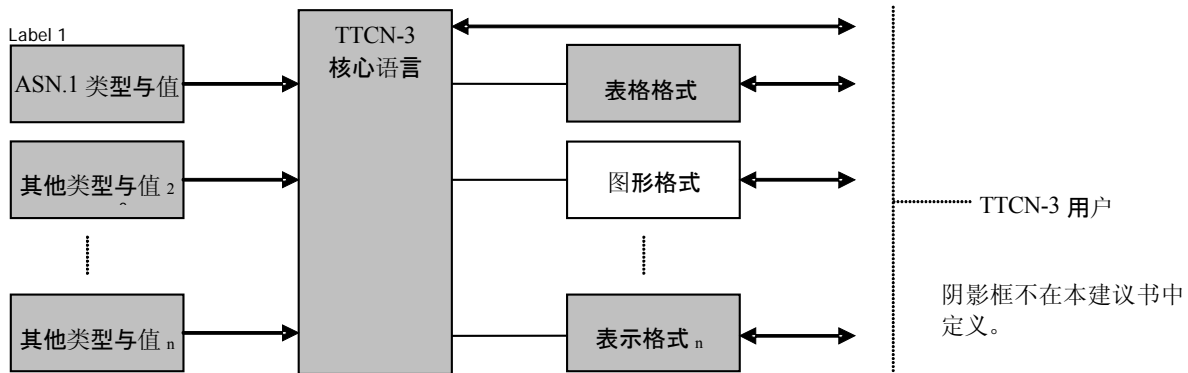 Label 1
TTCN-3
核心语言
ASN.1 类型与值
表格格式
其他类型与值 2
图形格式
TTCN-3 用户
阴影框不在本建议书中
定义。
其他类型与值 n
表示格式 n